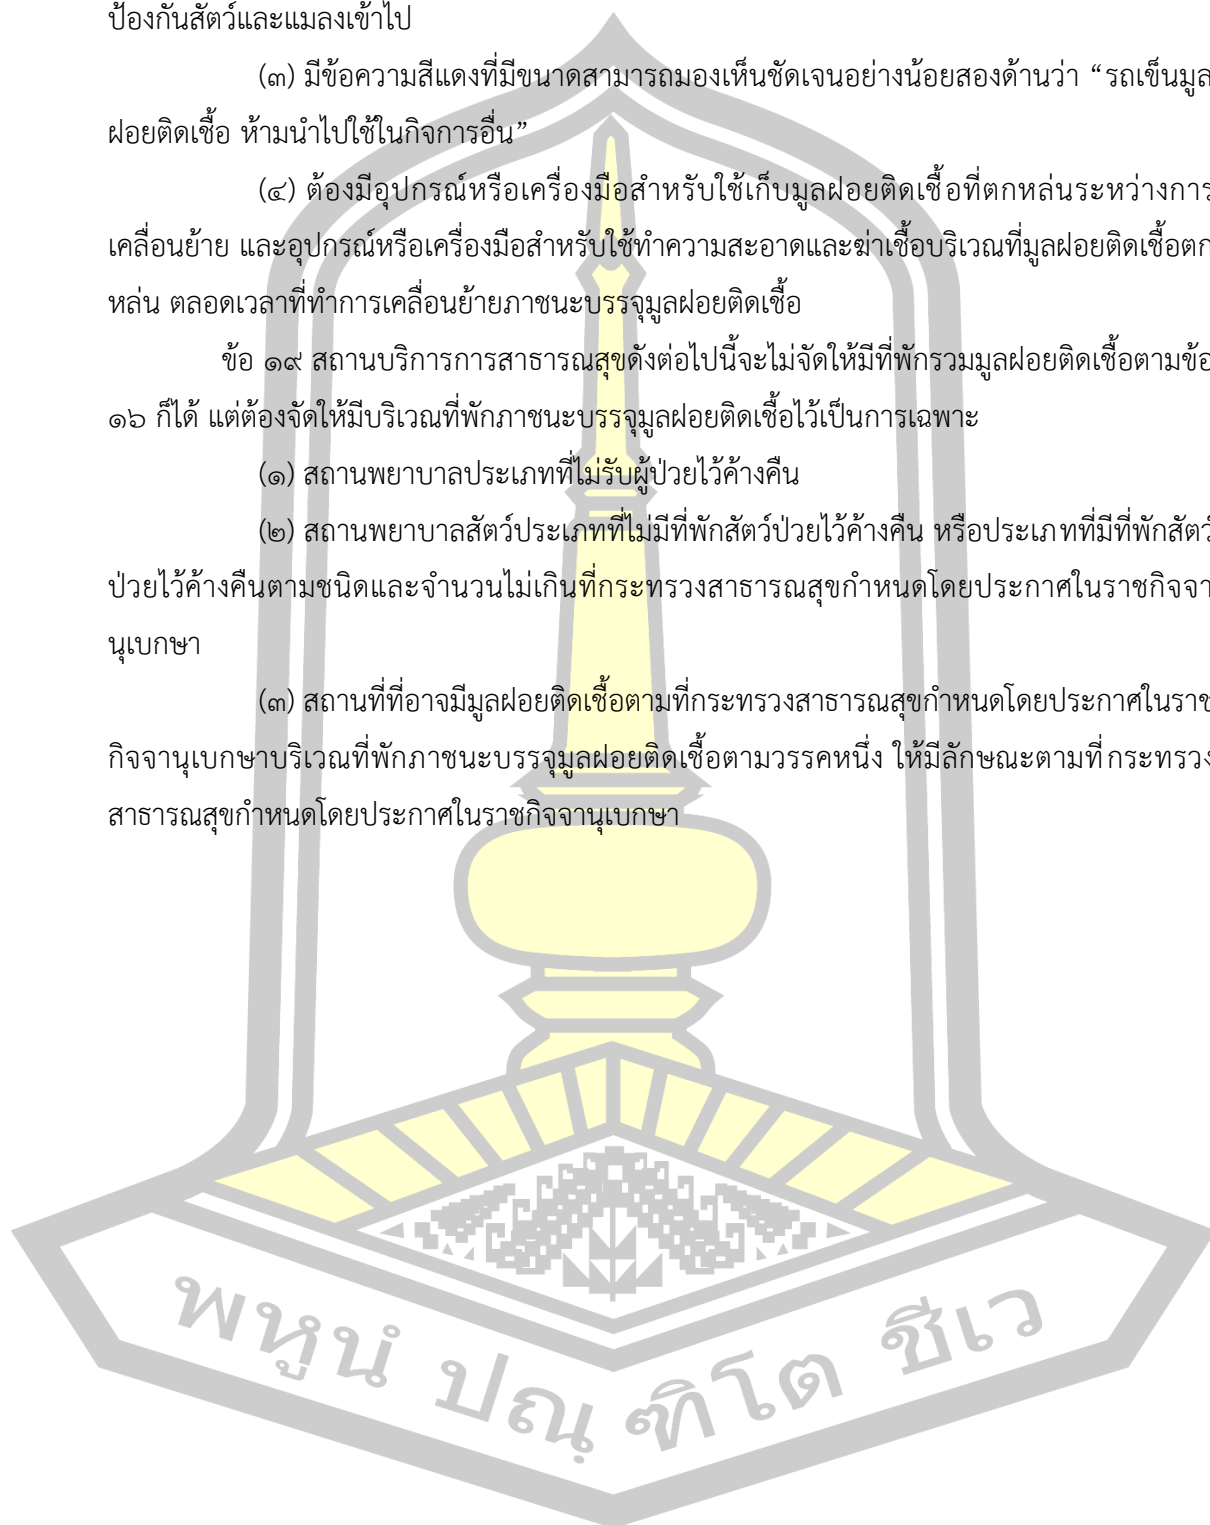 ป้องกันสัตว์และแมลงเข้าไป
(๓) มีข้อความสีแดงที่มีขนาดสามารถมองเห็นชัดเจนอย่างน้อยสองด้านว่า “รถเข็นมูล
ฝอยติดเชื้อ ห้ามนำไปใช้ในกิจการอื่น”
(๔) ต้องมีอุปกรณ์หรือเครื่องมือสำหรับใช้เก็บมูลฝอยติดเชื้อที่ตกหล่นระหว่างการ
เคลื่อนย้าย และอุปกรณ์หรือเครื่องมือสำหรับใช้ทำความสะอาดและฆ่าเชื้อบริเวณที่มูลฝอยติดเชื้อตก
หล่น ตลอดเวลาที่ทำการเคลื่อนย้ายภาชนะบรรจุมูลฝอยติดเชื้อ
ข้อ ๑๙ สถานบริการการสาธารณสุขดังต่อไปนี้จะไม่จัดให้มีที่พักรวมมูลฝอยติดเชื้อตามข้อ
๑๖ ก็ได้ แต่ต้องจัดให้มีบริเวณที่พักภาชนะบรรจุมูลฝอยติดเชื้อไว้เป็นการเฉพาะ
(๑) สถานพยาบาลประเภทที่ไม่รับผู้ป่วยไว้ค้างคืน
(๒) สถานพยาบาลสัตว์ประเภทที่ไม่มีที่พักสัตว์ป่วยไว้ค้างคืน หรือประเภทที่มีที่พักสัตว์
ป่วยไว้ค้างคืนตามชนิดและจำนวนไม่เกินที่กระทรวงสาธารณสุขกำหนดโดยประกาศในราชกิจจา
นุเบกษา
(๓) สถานที่ที่อาจมีมูลฝอยติดเชื้อตามที่กระทรวงสาธารณสุขกำหนดโดยประกาศในราช
กิจจานุเบกษาบริเวณที่พักภาชนะบรรจุมูลฝอยติดเชื้อตามวรรคหนึ่ง ให้มีลักษณะตามที่กระทรวง
สาธารณสุขกำหนดโดยประกาศในราชกิจจานุเบกษา
พหูนํ ปณฺฑิโต ชีเว